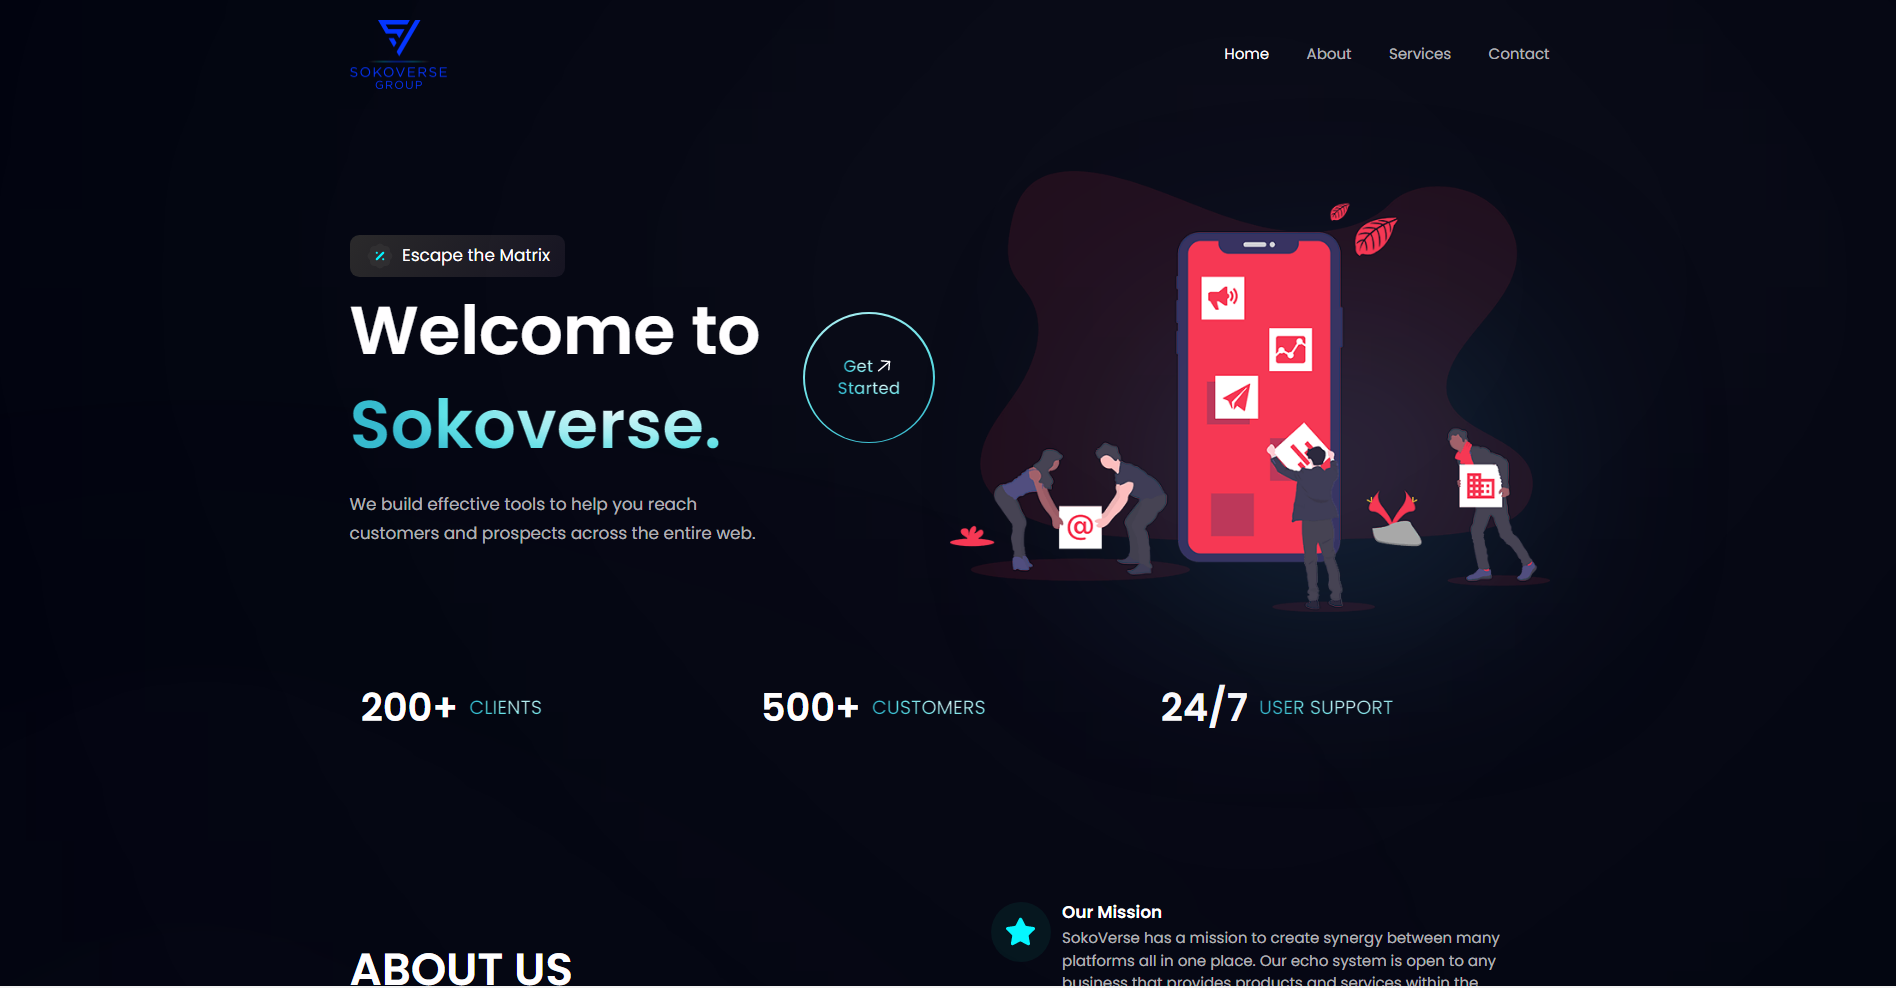 SOKOVERSE
GROUP
Home About Services Contact
Escape the Matrix
Welcome to
Sokoverse.
Get
Started
We build effective tools to help you reach
customers and prospects across the entire web.
@
200+ CLIENTS
500+ CUSTOMERS
24/7 USER SUPPORT
ABOUT US
Our Mission
SokoVerse has a mission to create synergy between many
platforms all in one place. Our echo system is open to any
business that provides products and services within the